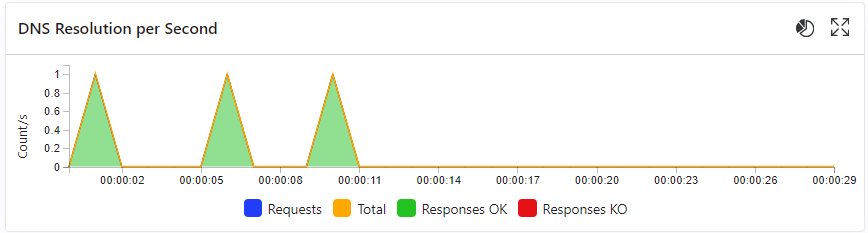 DNS Resolution per Second
Count/s
1
0.8
0.6
0.4
0.2
0
00:00:02 00:00:05 00:00:08 00:00:11 00:00:14 00:00:17 00:00:20 00:00:23 00:00:26 00:00:29
Requests Total Responses OK Responses KO